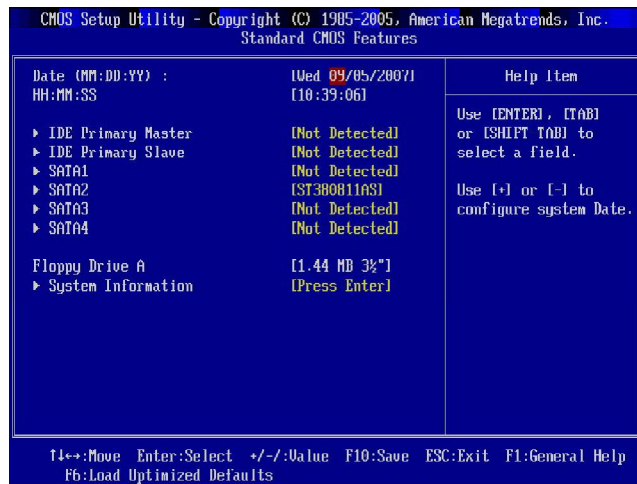 CMOS Setup Utility - Copyright (C) 1985-2005, American Megatrends, Inc.
Standard CMOS Features
Date (MM:DD:YY) : [Wed 09/05/2007]
HH:MM:SS [10:39:06]
▶ IDE Primary Master [Not Detected]
▶ IDE Primary Slave [Not Detected]
▶ SATA1 [Not Detected]
▶ SATA2 [ST380811AS]
▶ SATA3 [Not Detected]
▶ SATA4 [Not Detected]
Floppy Drive A [1.44 MB 3½"]
▶ System Information [Press Enter]
Help Item
Use [ENTER], [TAB]
or [SHIFT TAB] to
select a field.
Use [+] or [-] to
configure system Date.
↑↓←→:Move Enter:Select +/-/:Value F10:Save ESC:Exit F1:General Help
F6:Load Optimized Defaults